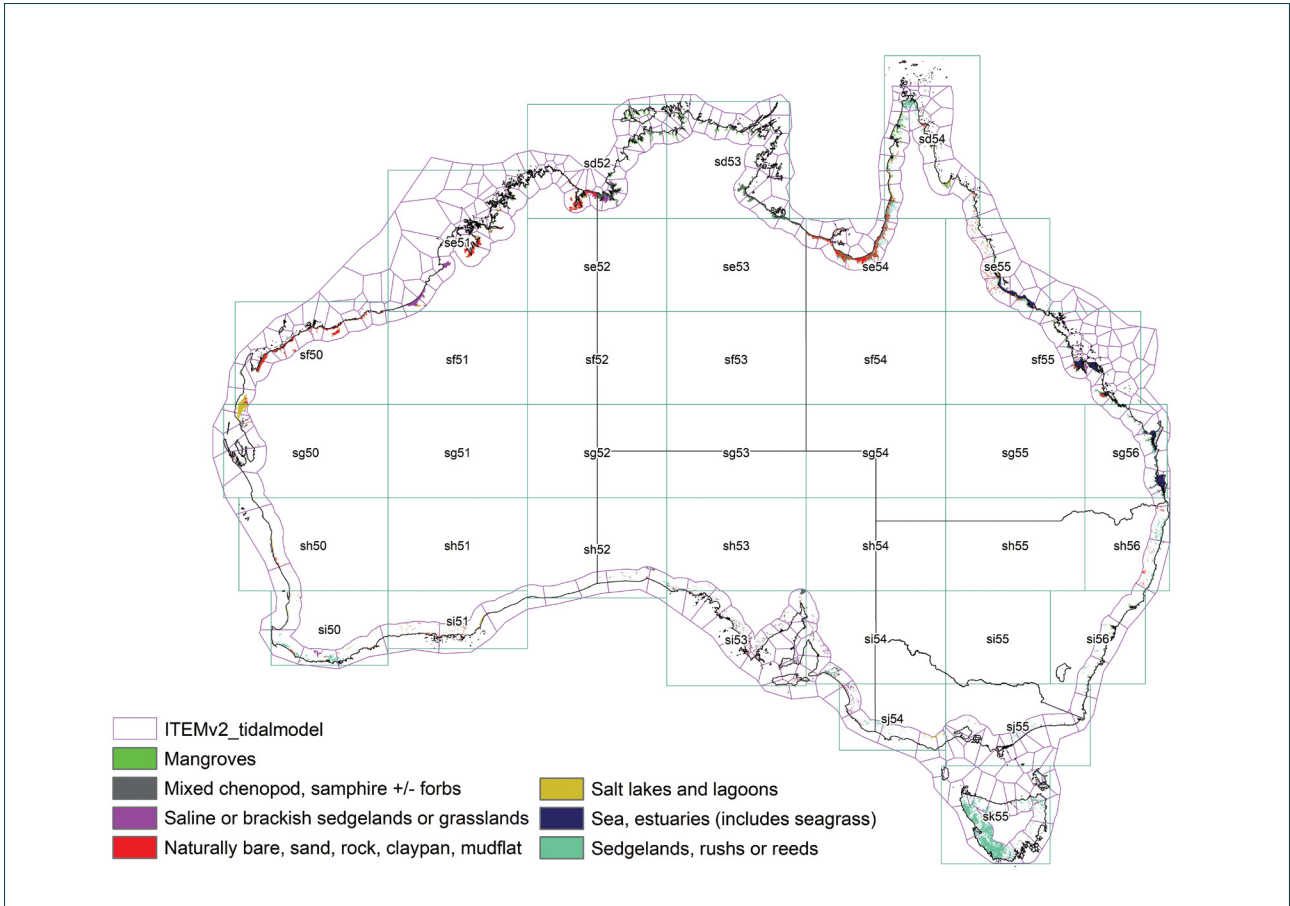 sd52
sd53
sd54
se51
se52
se53
se54
se55
sf50
sf51
sf52
sf53
sf54
sf55
sg50
sg51
sg52
sg53
sg54
sg55
sg56
sh50
sh51
sh52
sh53
sh54
sh55
sh56
si50
si51
si53
si54
si55
si56
sj54
sj55
sk55
ITEMv2_tidalmodel
Mangroves
Mixed chenopod, samphire +/- forbs
Saline or brackish sedgelands or grasslands
Naturally bare, sand, rock, claypan, mudflat
Salt lakes and lagoons
Sea, estuaries (includes seagrass)
Sedgelands, rushs or reeds